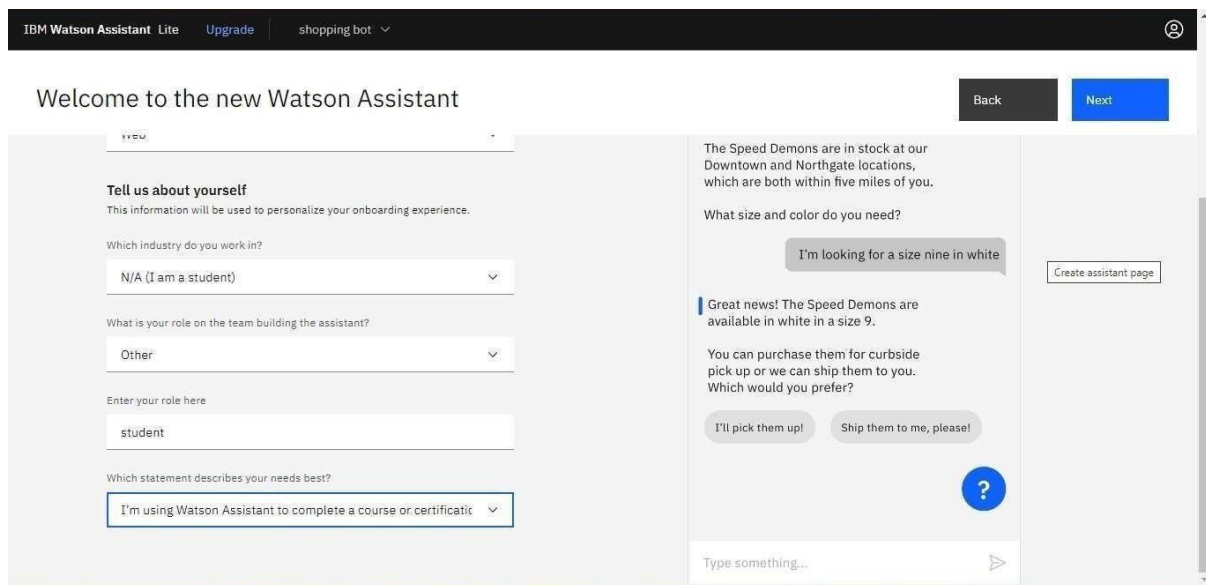 IBM Watson Assistant Lite Upgrade shopping bot
Welcome to the new Watson Assistant
Back
Next
Web
Tell us about yourself
This information will be used to personalize your onboarding experience.
Which industry do you work in?
N/A (I am a student)
What is your role on the team building the assistant?
Other
Enter your role here
student
Which statement describes your needs best?
I'm using Watson Assistant to complete a course or certificatic
The Speed Demons are in stock at our
Downtown and Northgate locations,
which are both within five miles of you.
What size and color do you need?
I'm looking for a size nine in white
Great news! The Speed Demons are
available in white in a size 9.
You can purchase them for curbside
pick up or we can ship them to you.
Which would you prefer?
I'll pick them up!
Ship them to me, please!
?
Type something...
Create assistant page